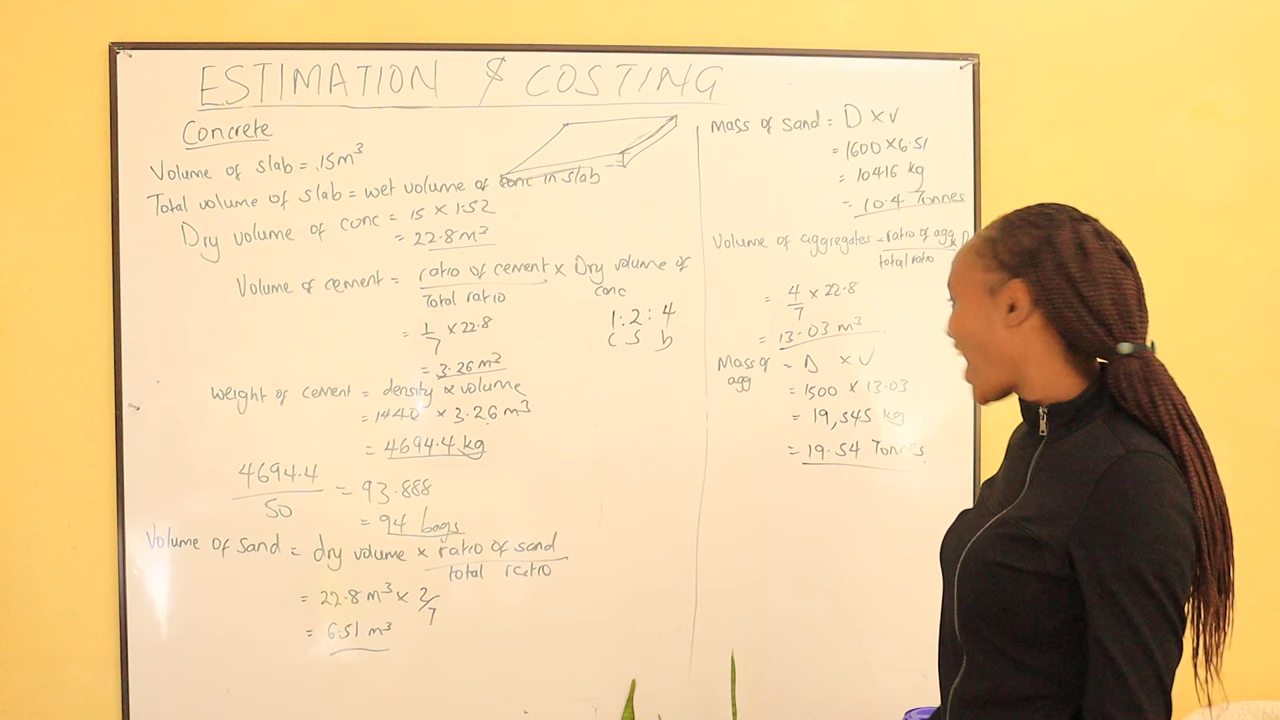 ESTIMATION & COSTING
Concrete
Volume of slab = 15m³
Total volume of slab = wet volume of conc in slab
Dry volume of conc = 15 x 1.52
= 22.8m³
Volume of cement = ratio of cement x Dry volume of conc
Total ratio
= 1/7 x 22.8
1:2:4
c s b
= 3.26m³
weight of cement = density x volume
= 1440 x 3.26m³
= 4694.4 kg
4694.4
50
= 93.888
= 94 bags
Volume of sand = dry volume x ratio of sand
total ratio
= 22.8m³ x 2/7
= 6.51 m³
Mass of sand = D x V
= 1600 x 6.51
= 10416 kg
= 10.4 Tonnes
Volume of aggregates = ratio of agg x
total ratio
= 4/7 x 22.8
= 13.03 m³
Mass of agg = D x V
= 1500 x 13.03
= 19,545 kg
= 19.54 Tonnes